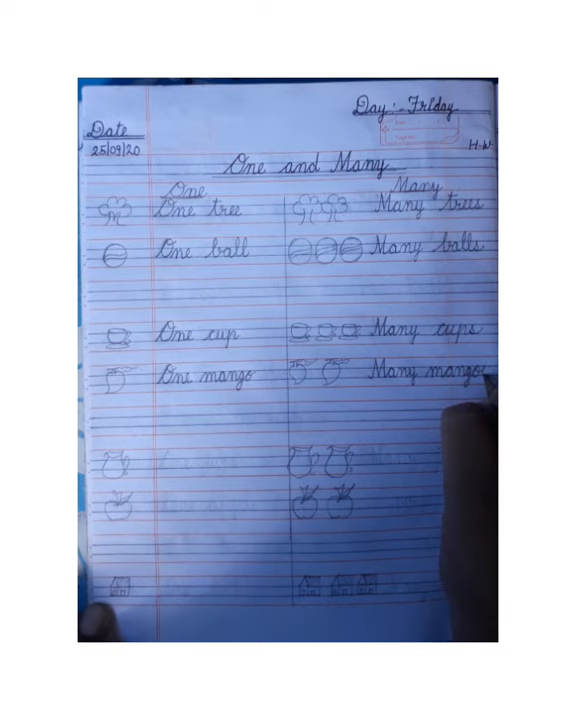 Day :- Friday
Date
25/09/20
H.W
One and Many
One Many
One tree Many trees
One ball Many balls
One cup Many cups
One mango Many mango